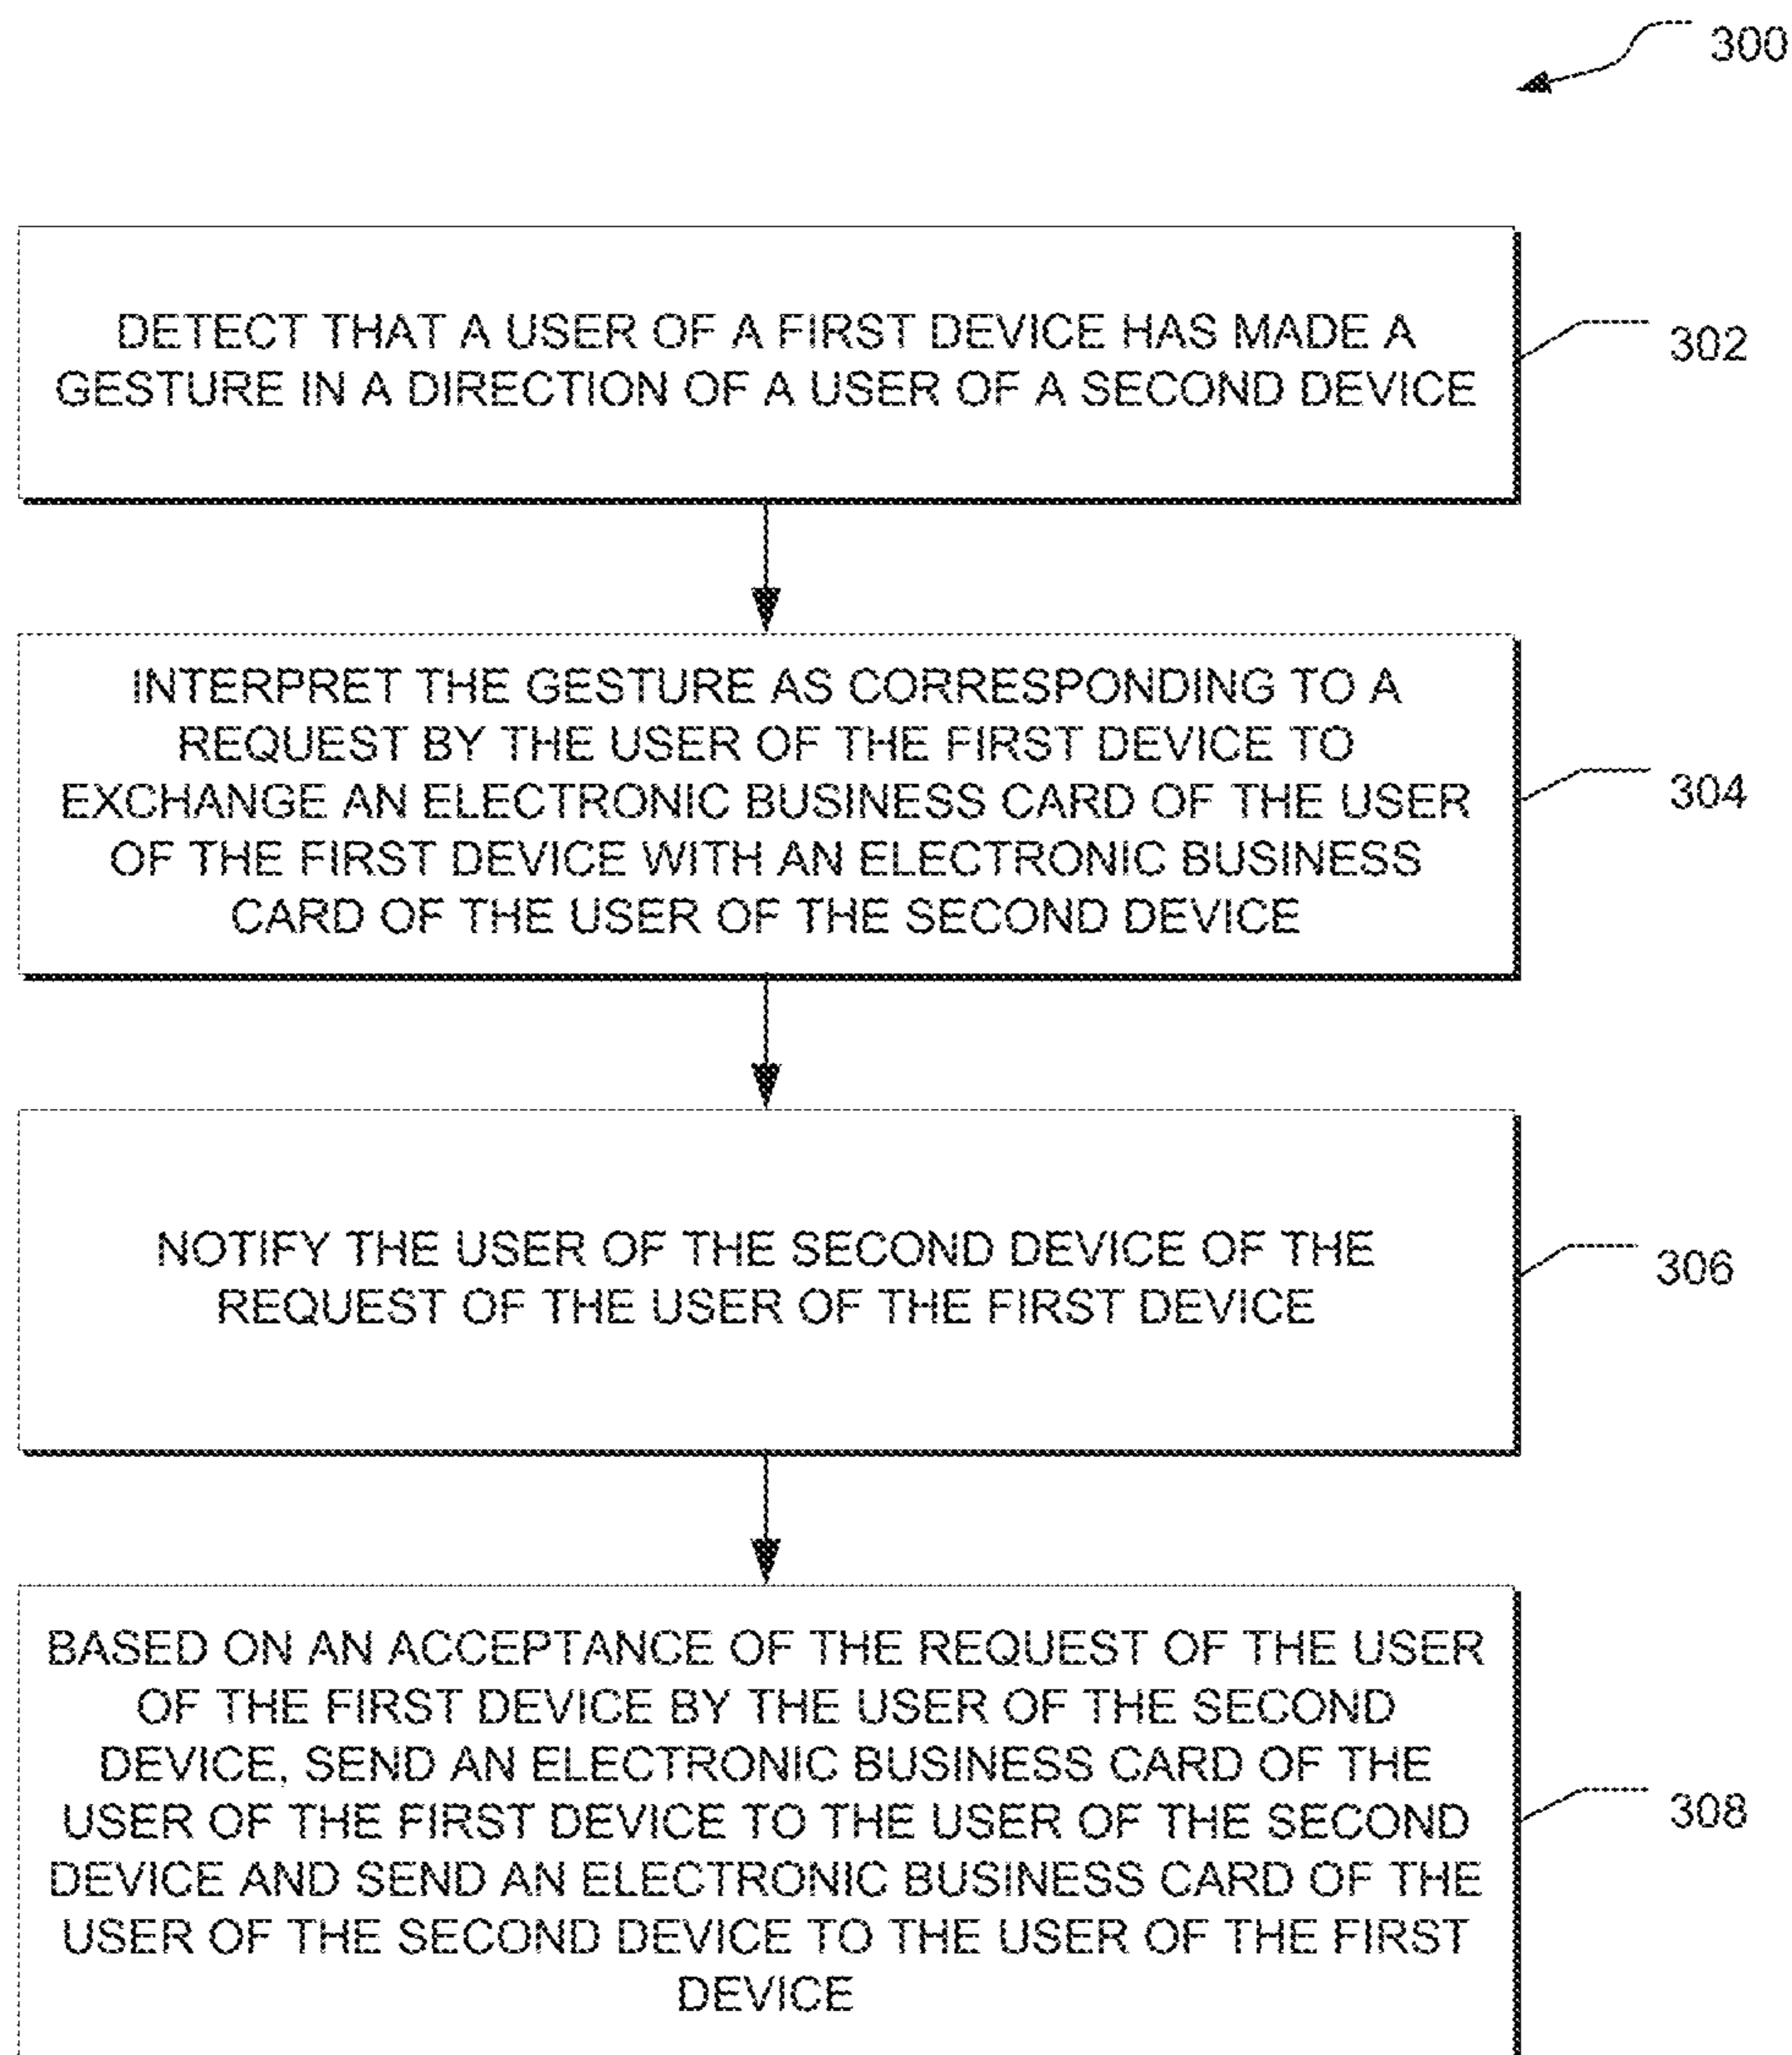 300
DETECT THAT A USER OF A FIRST DEVICE HAS MADE A
GESTURE IN A DIRECTION OF A USER OF A SECOND DEVICE
302
INTERPRET THE GESTURE AS CORRESPONDING TO A
REQUEST BY THE USER OF THE FIRST DEVICE TO
EXCHANGE AN ELECTRONIC BUSINESS CARD OF THE USER
OF THE FIRST DEVICE WITH AN ELECTRONIC BUSINESS
CARD OF THE USER OF THE SECOND DEVICE
304
NOTIFY THE USER OF THE SECOND DEVICE OF THE
REQUEST OF THE USER OF THE FIRST DEVICE
306
BASED ON AN ACCEPTANCE OF THE REQUEST OF THE USER
OF THE FIRST DEVICE BY THE USER OF THE SECOND
DEVICE, SEND AN ELECTRONIC BUSINESS CARD OF THE
USER OF THE FIRST DEVICE TO THE USER OF THE SECOND
DEVICE AND SEND AN ELECTRONIC BUSINESS CARD OF THE
USER OF THE SECOND DEVICE TO THE USER OF THE FIRST
DEVICE
308